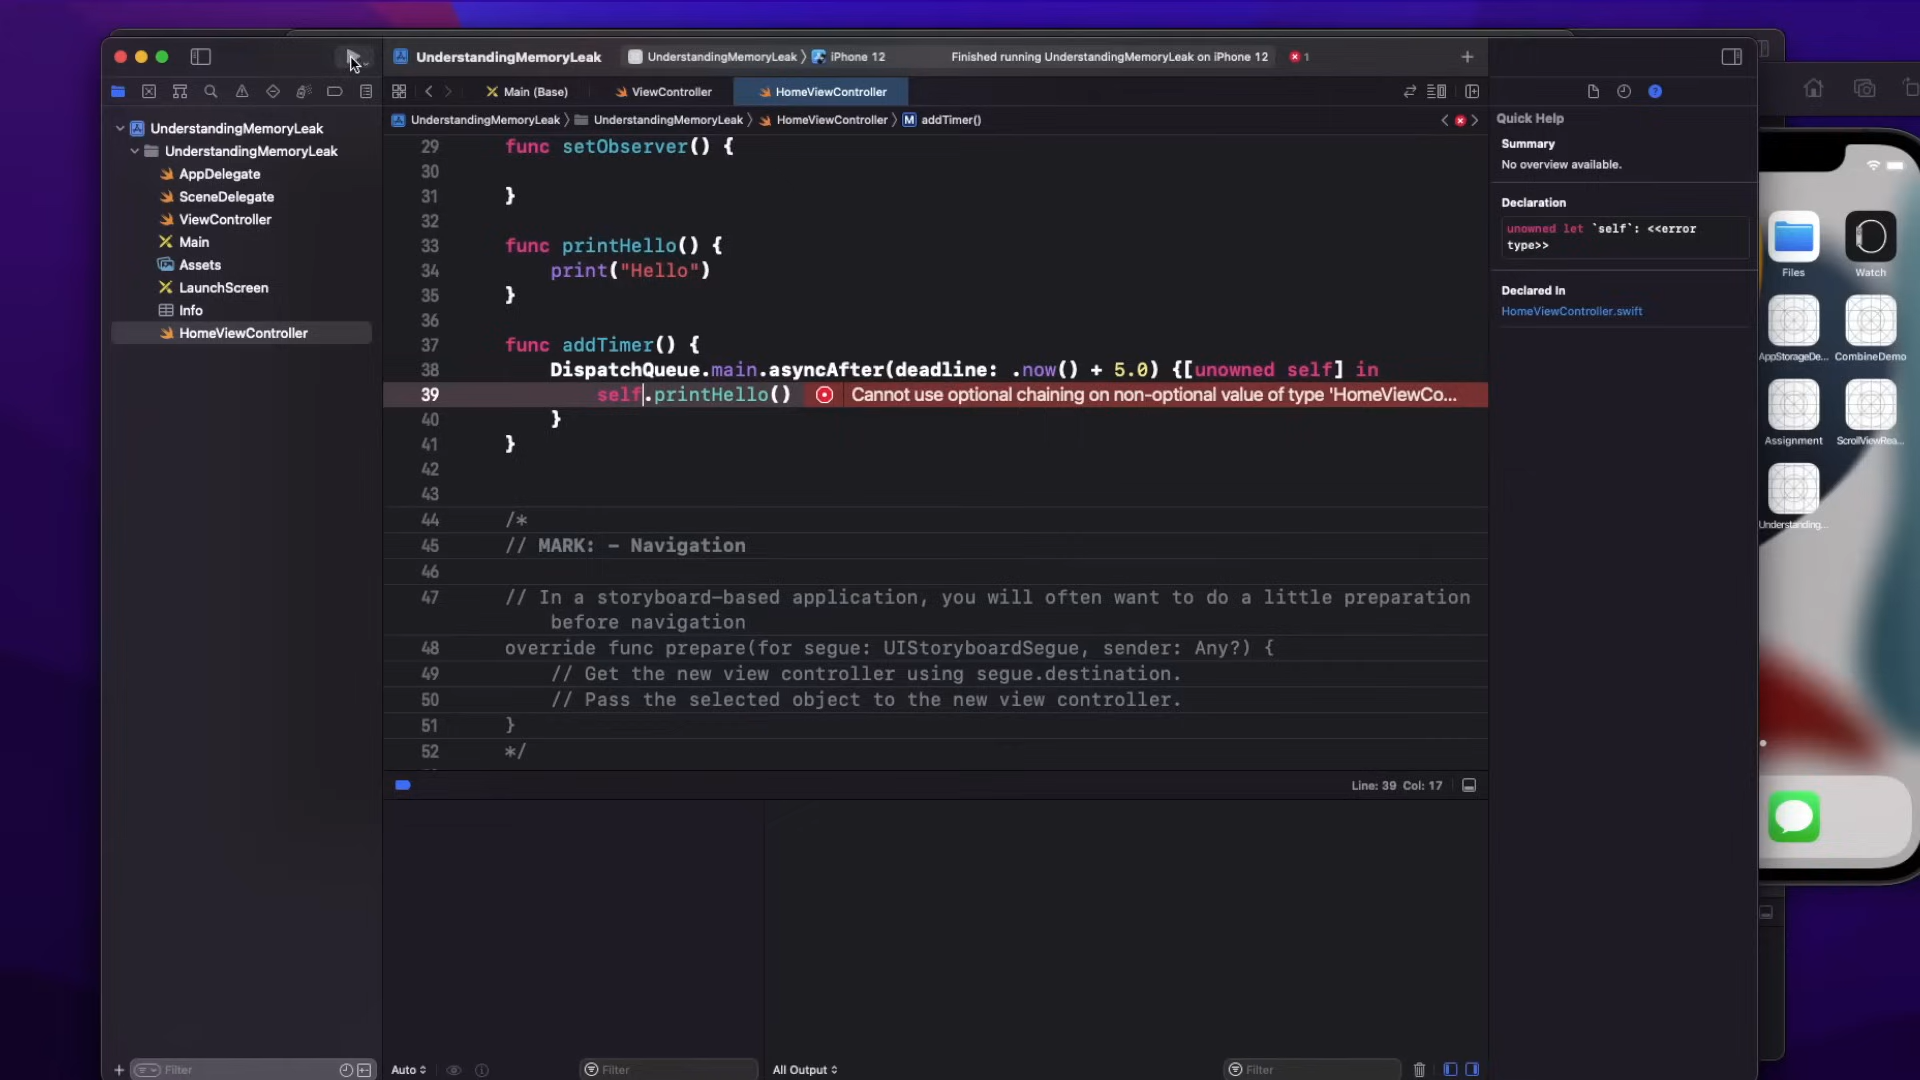 UnderstandingMemoryLeak
UnderstandingMemoryLeak 〉 iPhone 12
Finished running UnderstandingMemoryLeak on iPhone 12
1
Main (Base)
ViewController
HomeViewController
UnderstandingMemoryLeak 〉 UnderstandingMemoryLeak 〉 HomeViewController 〉 M addTimer()
UnderstandingMemoryLeak
UnderstandingMemoryLeak
AppDelegate
SceneDelegate
ViewController
Main
Assets
LaunchScreen
Info
HomeViewController
29 func setObserver() {
30
31 }
32
33 func printHello() {
34 print("Hello")
35 }
36
37 func addTimer() {
38 DispatchQueue.main.asyncAfter(deadline: .now() + 5.0) {[unowned self] in
39 self.printHello() Cannot use optional chaining on non-optional value of type 'HomeViewCo...
40 }
41 }
42
43
44 /*
45 // MARK: - Navigation
46
47 // In a storyboard-based application, you will often want to do a little preparation
before navigation
48 override func prepare(for segue: UIStoryboardSegue, sender: Any?) {
49 // Get the new view controller using segue.destination.
50 // Pass the selected object to the new view controller.
51 }
52 */
Line: 39 Col: 17
Filter
Auto
Filter
All Output
Filter
Quick Help
Summary
No overview available.
Declaration
unowned let `self`: <<error
type>>
Declared In
HomeViewController.swift
Files
Watch
AppStorageDe...
CombineDemo
Assignment
ScrollViewRea...
Understanding...